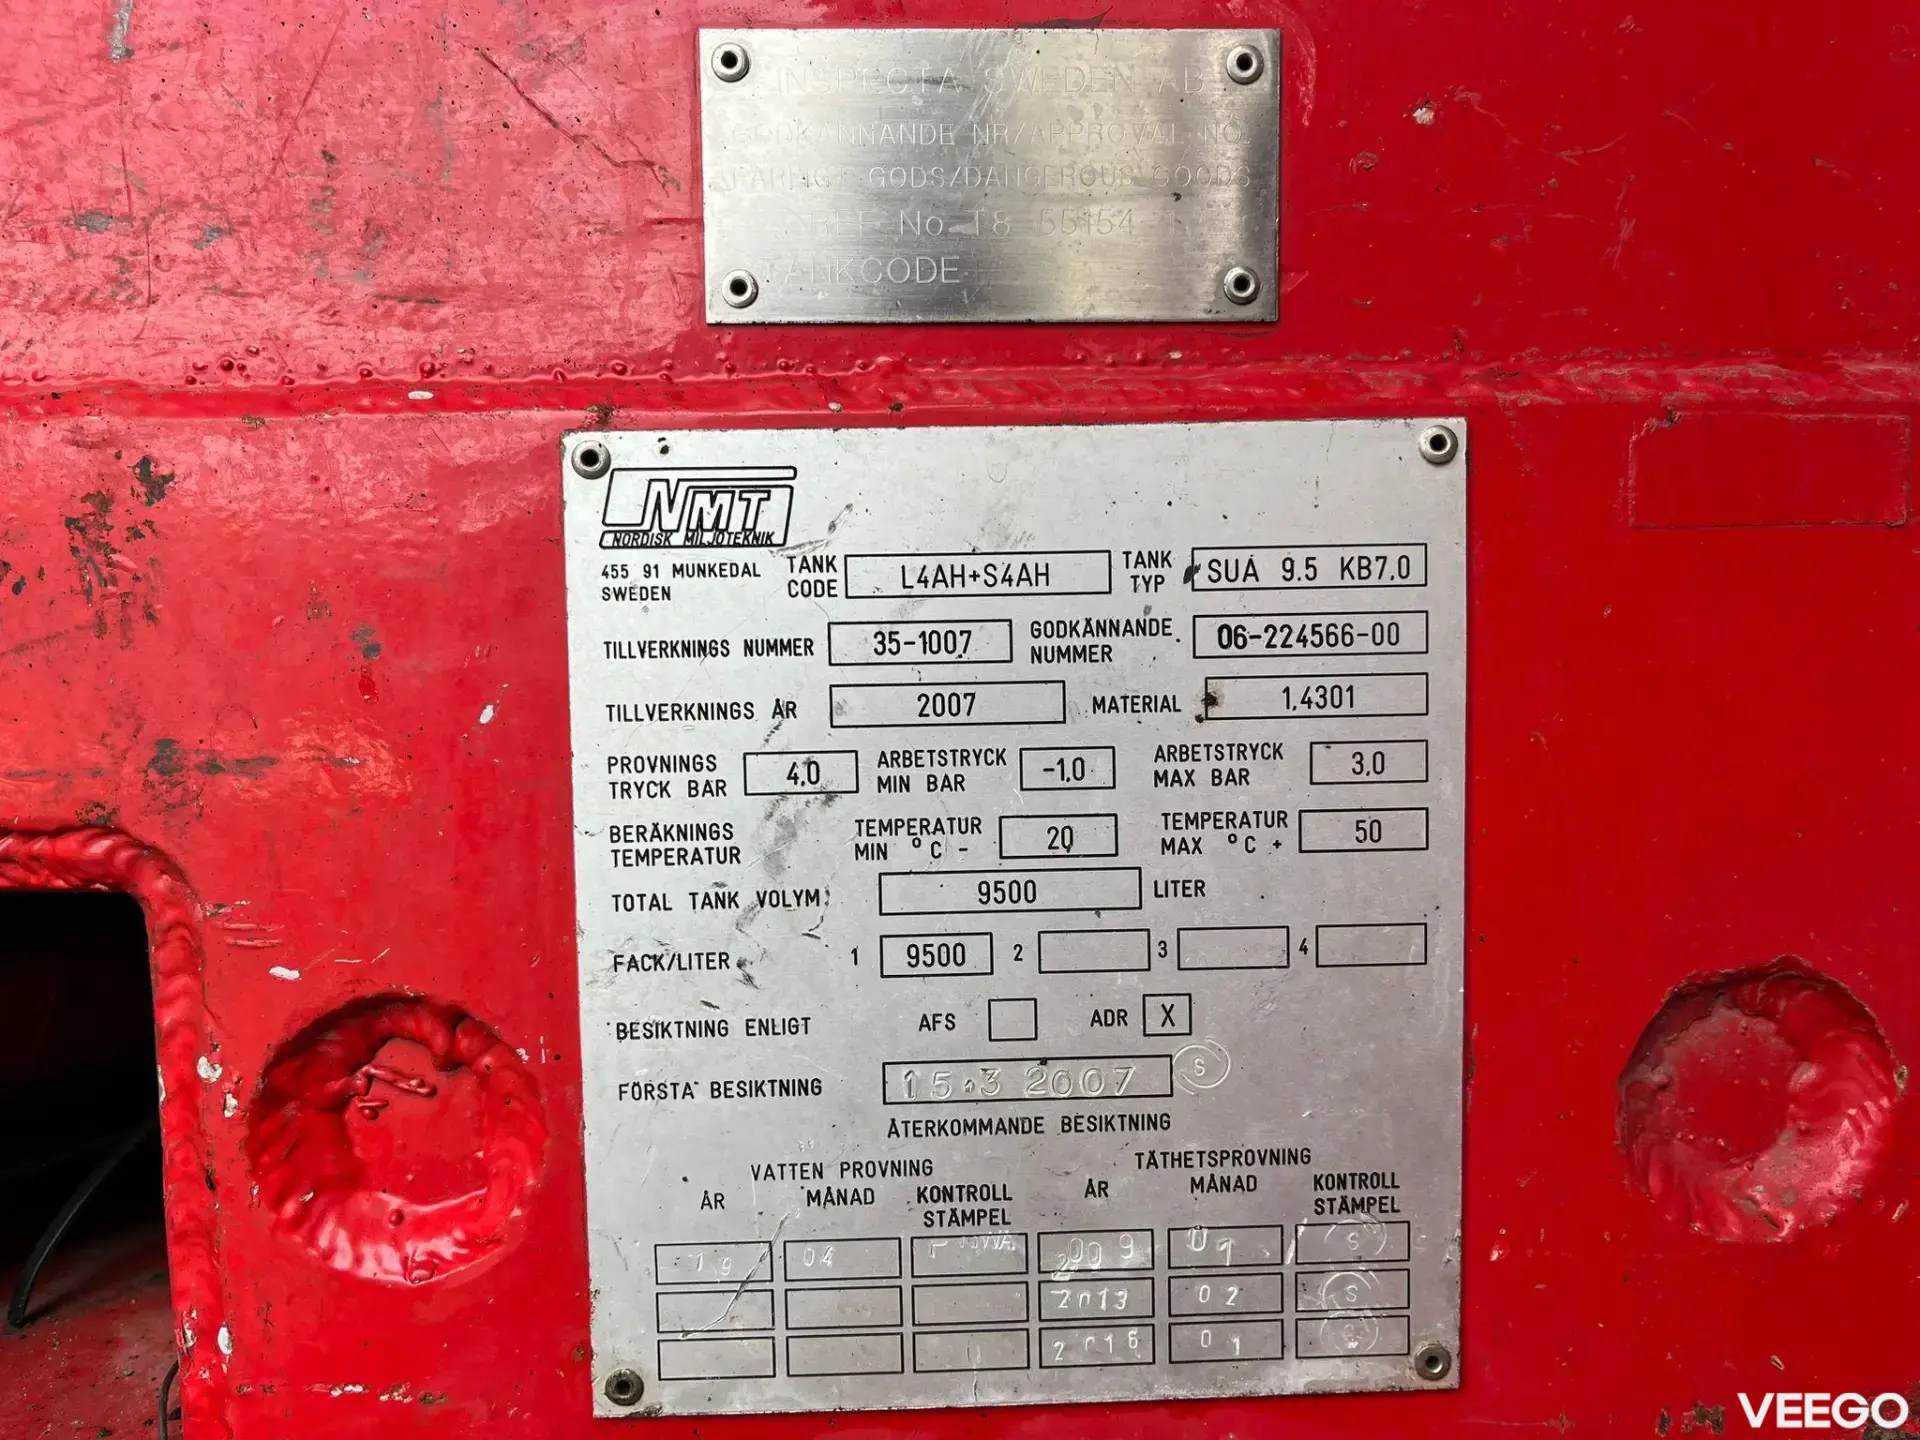 INSPECTA SWEDEN AB
GODKÄNNANDE NR/APPROVAL NO.
FARLIGT GODS/DANGEROUS GOODS
REF No T8 55154
TANKCODE
NMT
NORDISK MILJÖTEKNIK
455 91 MUNKEDAL
SWEDEN
TANK CODE L4AH+S4AH TANK TYP SUA 9.5 KB7.0
TILLVERKNINGS NUMMER 35-1007 GODKÄNNANDE NUMMER 06-224566-00
TILLVERKNINGS ÅR 2007 MATERIAL 1.4301
PROVNINGS TRYCK BAR 4.0 ARBETSTRYCK MIN BAR -1.0 ARBETSTRYCK MAX BAR 3.0
BERÄKNINGS TEMPERATUR TEMPERATUR MIN °C - 20 TEMPERATUR MAX °C + 50
TOTAL TANK VOLYM 9500 LITER
FACK/LITER 1 9500 2 3 4
BESIKTNING ENLIGT AFS ADR X
FÖRSTA BESIKTNING 15.3 2007 S
ÅTERKOMMANDE BESIKTNING
VATTEN PROVNING TÄTHETSPROVNING
ÅR MÅNAD KONTROLL STÄMPEL ÅR MÅNAD KONTROLL STÄMPEL
19 04 2009 S
2013 02 S
2016 01 S
VEEGO